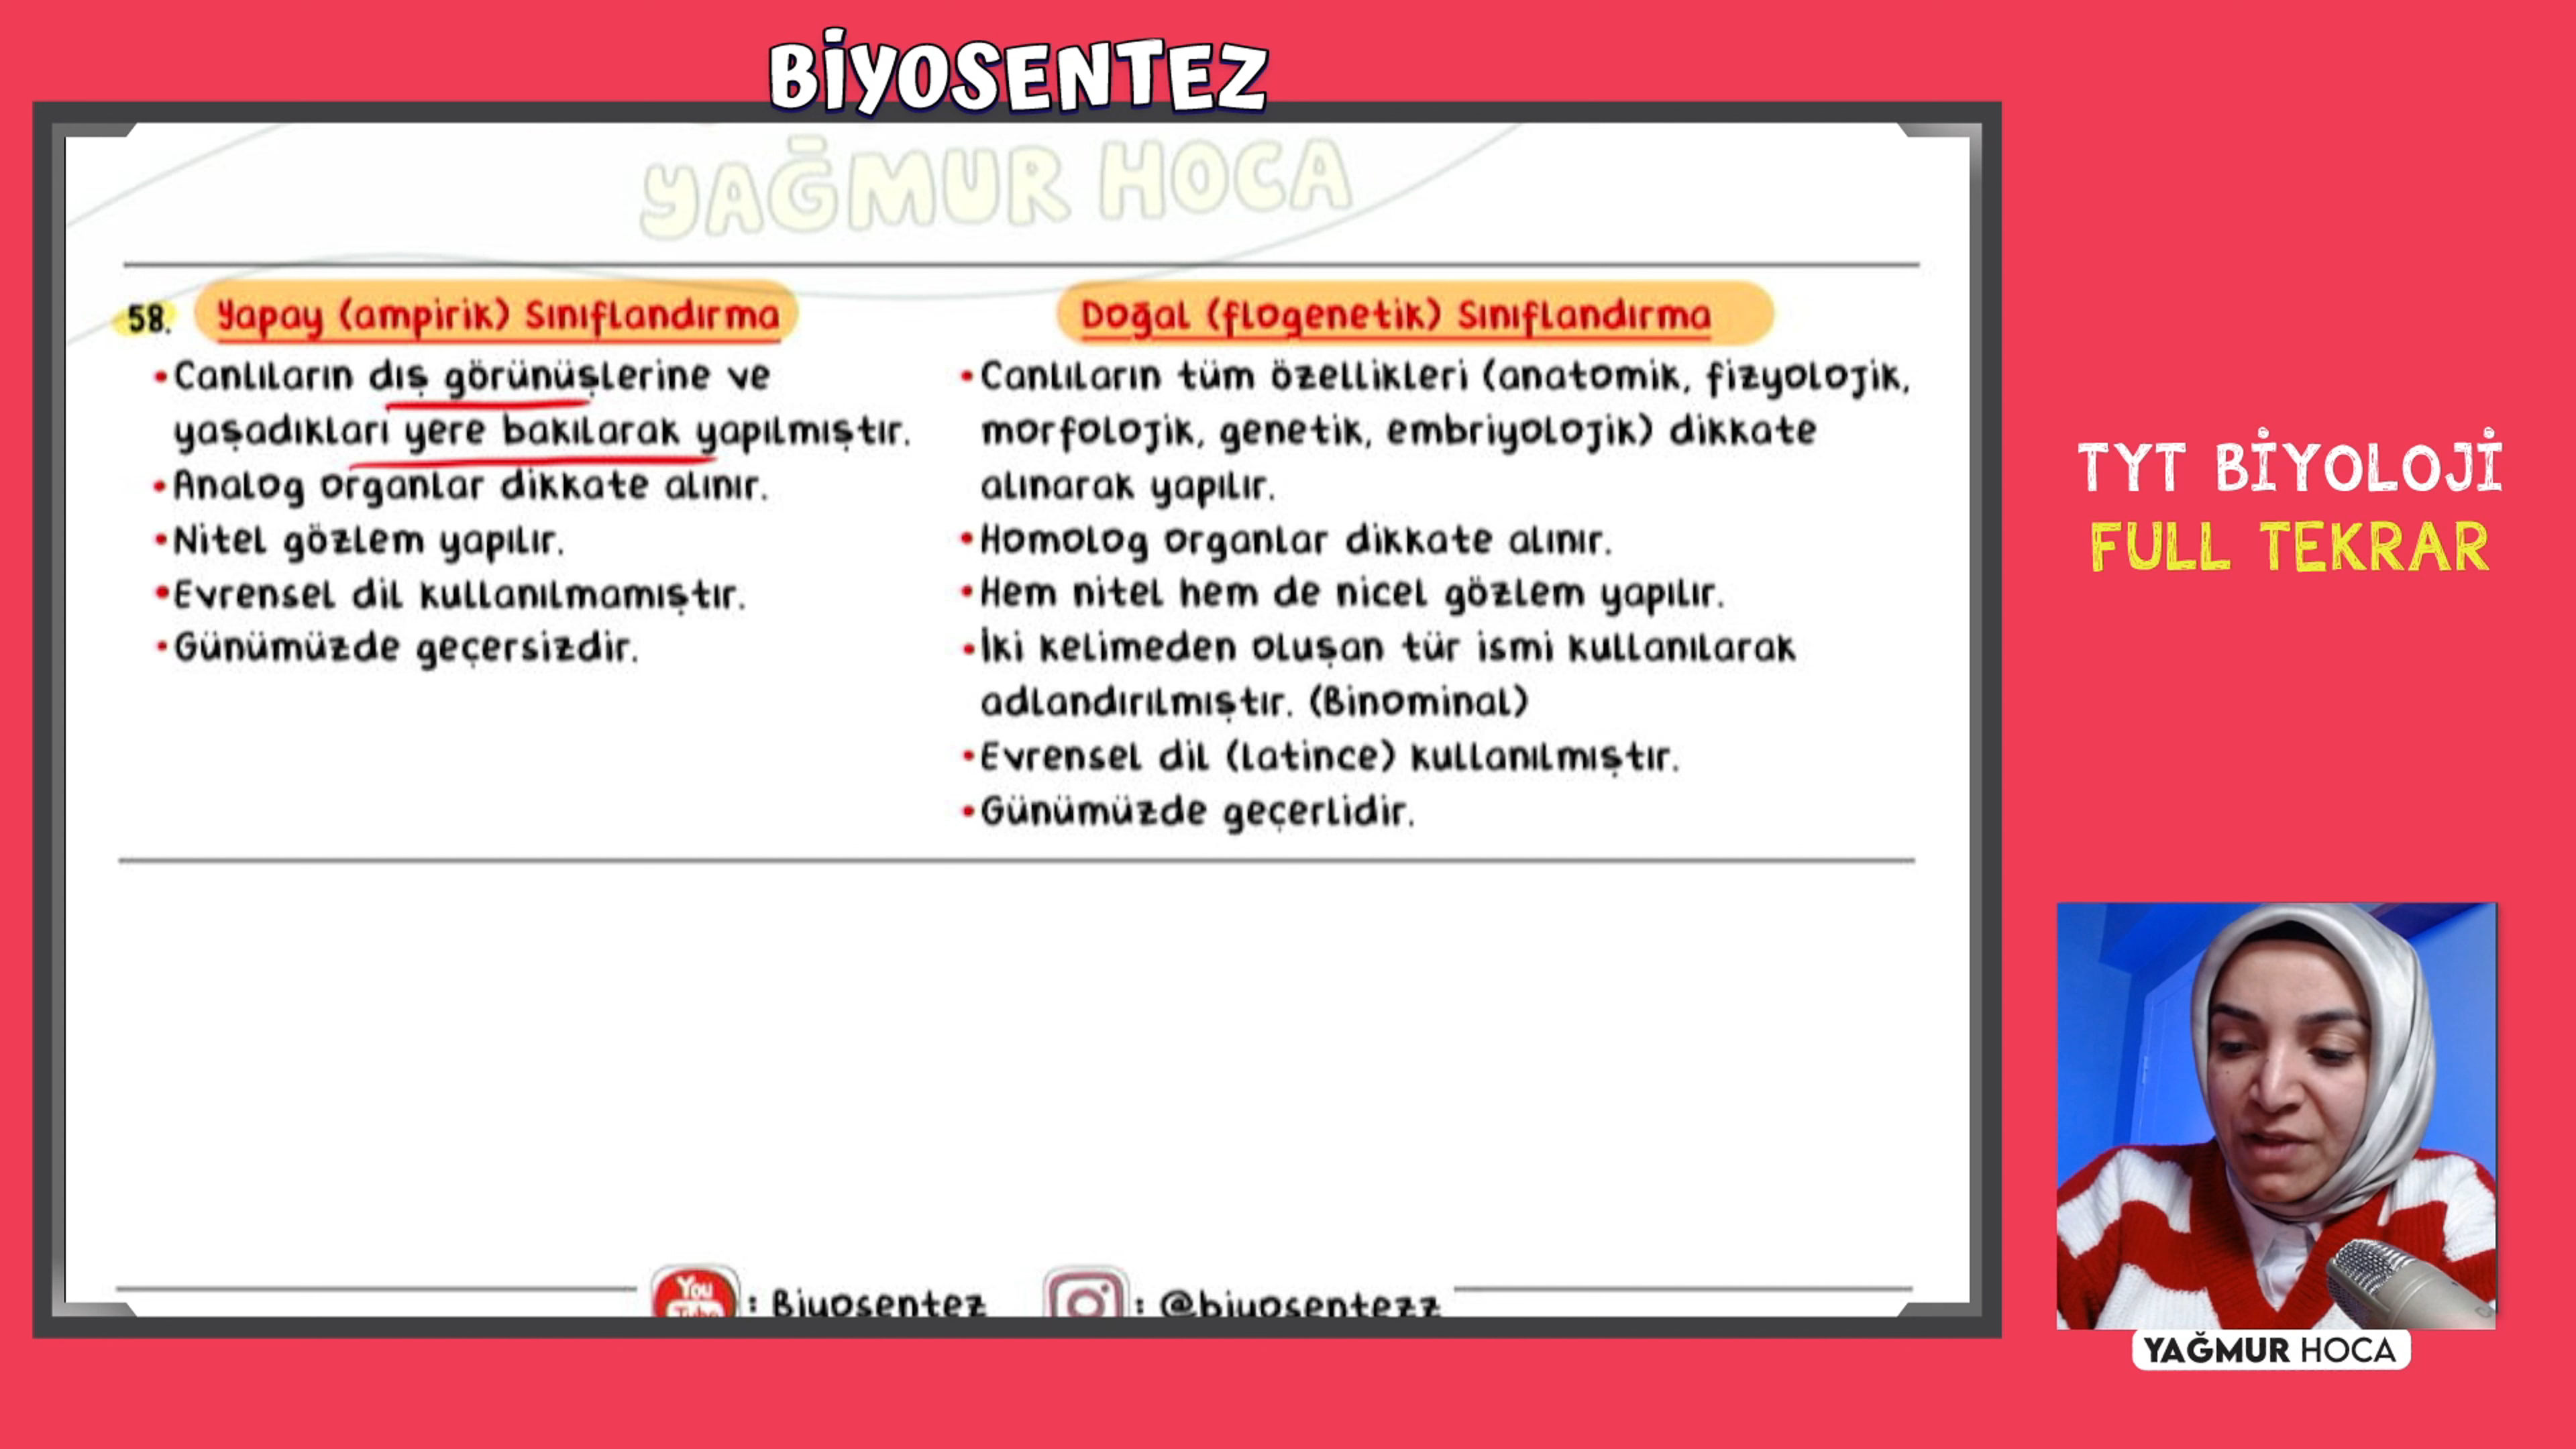 BİYOSENTEZ
YAĞMUR HOCA
58. Yapay (ampirik) Sınıflandırma
•Canlıların dış görünüşlerine ve
yaşadıkları yere bakılarak yapılmıştır.
•Analog organlar dikkate alınır.
•Nitel gözlem yapılır.
•Evrensel dil kullanılmamıştır.
•Günümüzde geçersizdir.
Doğal (flogenetik) Sınıflandırma
•Canlıların tüm özellikleri (anatomik, fizyolojik,
morfolojik, genetik, embriyolojik) dikkate
alınarak yapılır.
•Homolog organlar dikkate alınır.
•Hem nitel hem de nicel gözlem yapılır.
•İki kelimeden oluşan tür ismi kullanılarak
adlandırılmıştır. (Binominal)
•Evrensel dil (latince) kullanılmıştır.
•Günümüzde geçerlidir.
You
Tube : Biyosentez
: @biyosentezz
TYT BİYOLOJİ
FULL TEKRAR
YAĞMUR HOCA